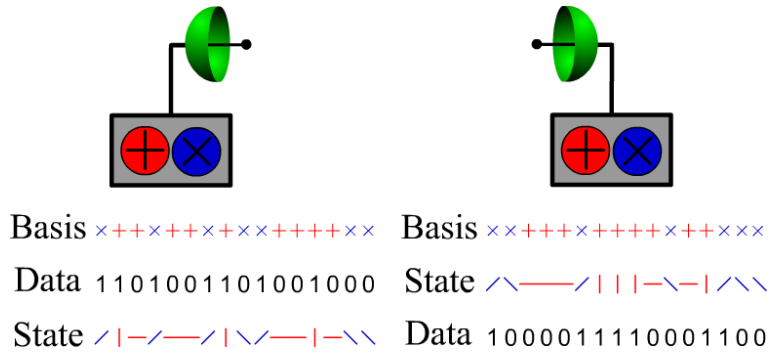 Basis ×++×++×+××++++××
Data 1101001101001000
State /|—/——/|\/——|—\\
Basis ××+++×++++×++×××
State /\———/|||—\—|/\\
Data 1000011110001100